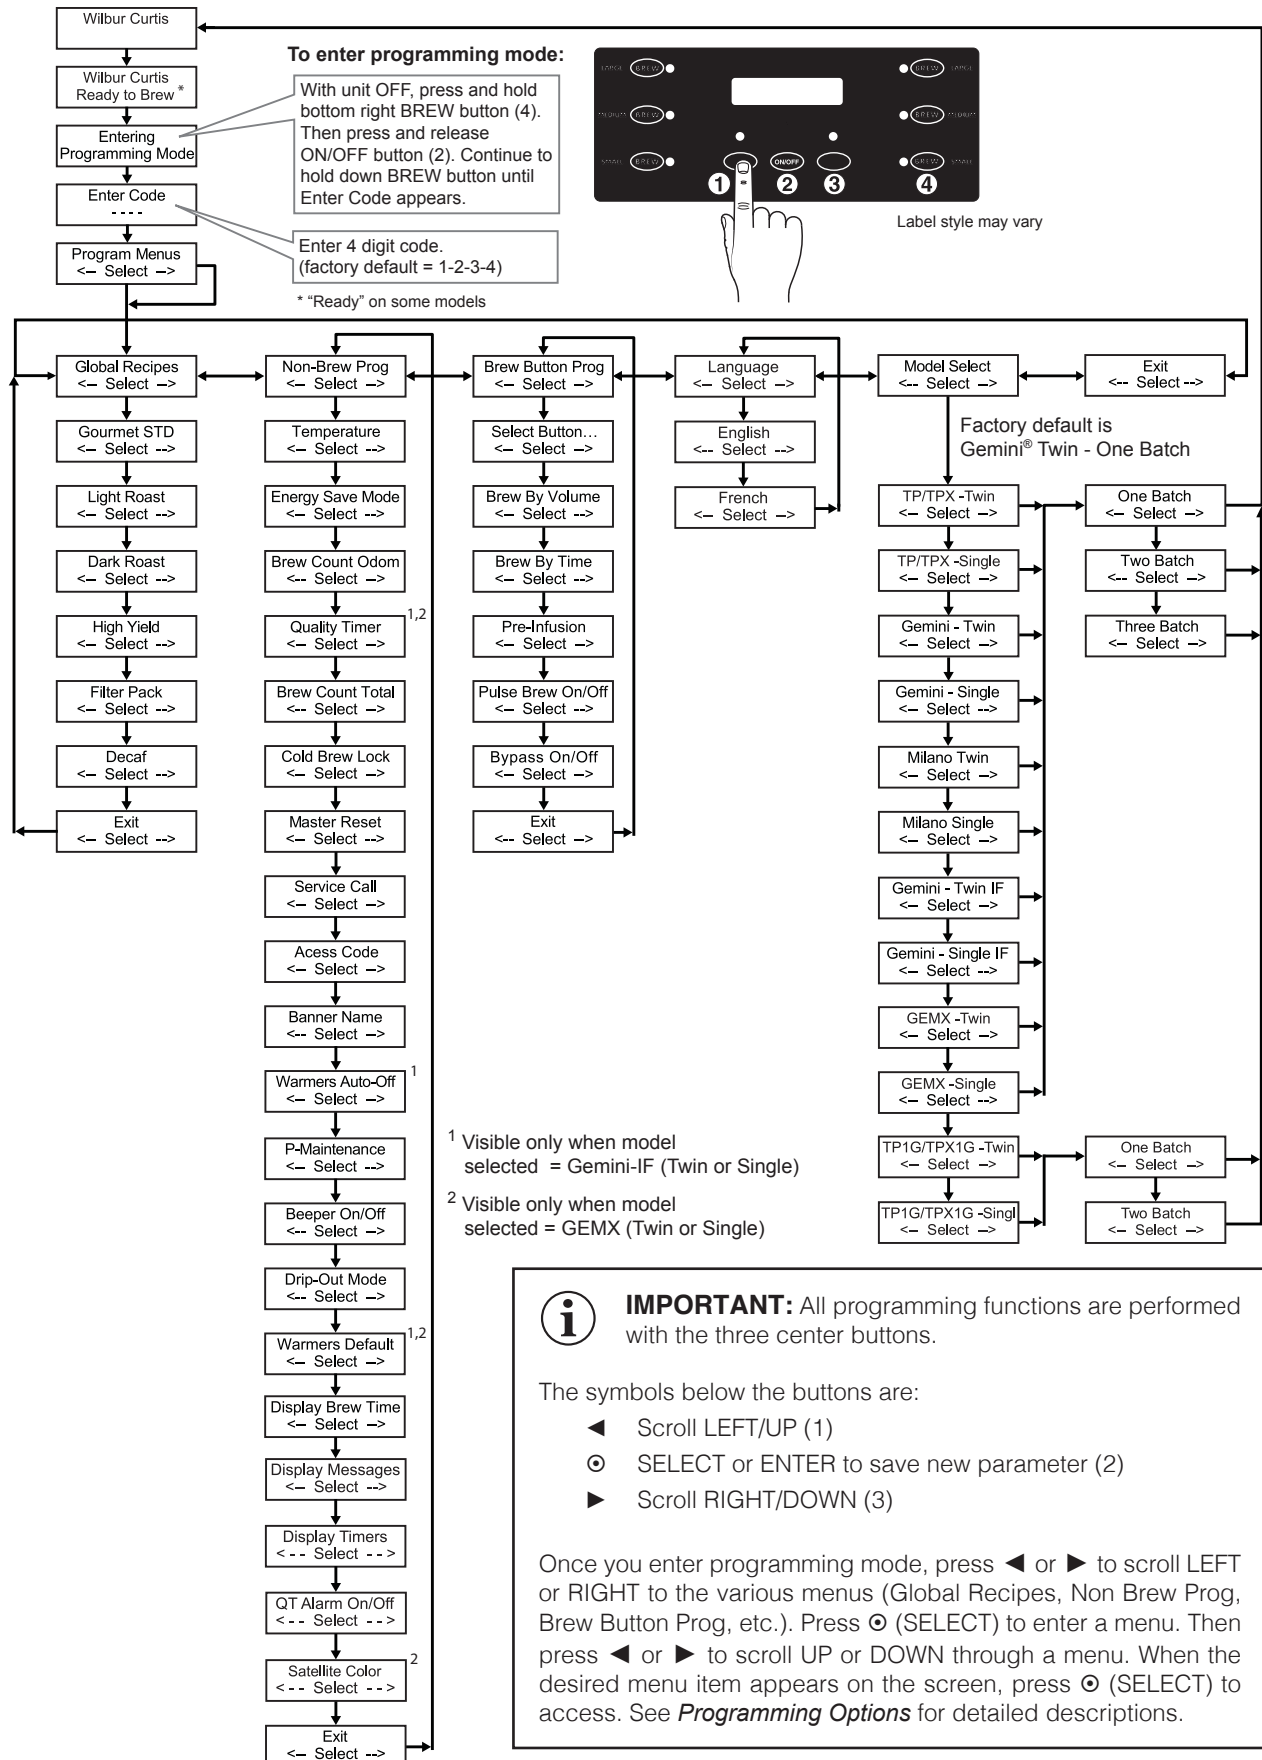 Wilbur Curtis
Wilbur Curtis
Ready to Brew *
Entering
Programming Mode
Enter Code
- - - -
Program Menus
<– Select –>
To enter programming mode:
With unit OFF, press and hold
bottom right BREW button (4).
Then press and release
ON/OFF button (2). Continue to
hold down BREW button until
Enter Code appears.
Enter 4 digit code.
(factory default = 1-2-3-4)
* “Ready” on some models
LARGE BREW
MEDIUM BREW
SMALL BREW
BREW LARGE
BREW MEDIUM
BREW SMALL
ON/OFF
1 2 3 4
Label style may vary
Global Recipes
<– Select –>
Gourmet STD
<– Select -->
Light Roast
<– Select -->
Dark Roast
<– Select -->
High Yield
<– Select -->
Filter Pack
<– Select -->
Decaf
<– Select -->
Exit
<– Select -->
Non-Brew Prog
<– Select –>
Temperature
<– Select -->
Energy Save Mode
<– Select –>
Brew Count Odom
<-- Select –>
Quality Timer 1,2
<– Select -->
Brew Count Total
<-- Select –>
Cold Brew Lock
<– Select -->
Master Reset
<– Select -->
Service Call
<– Select –>
Acess Code
<– Select –>
Banner Name
<-- Select –>
Warmers Auto-Off 1
<– Select –>
P-Maintenance
<– Select –>
Beeper On/Off
<-- Select –>
Drip-Out Mode
<-- Select –>
Warmers Default 1,2
<– Select –>
Display Brew Time
<-- Select –>
Display Messages
<– Select -->
Display Timers
< - - Select - - >
QT Alarm On/Off
< - - Select - - >
Satellite Color 2
< - - Select - - >
Exit
<– Select -->
Brew Button Prog
<-- Select –>
Select Button...
<– Select -->
Brew By Volume
<– Select -->
Brew By Time
<– Select -->
Pre-Infusion
<– Select -->
Pulse Brew On/Off
<– Select -->
Bypass On/Off
<– Select -->
Exit
<-- Select –>
Language
<– Select –>
English
<-- Select –>
French
<– Select –>
Model Select
<– Select –>
TP/TPX -Twin
<– Select –>
TP/TPX -Single
<– Select –>
Gemini - Twin
<– Select –>
Gemini - Single
<– Select -->
Milano Twin
<– Select –>
Milano Single
<– Select –>
Gemini - Twin IF
<– Select –>
Gemini - Single IF
<– Select –>
GEMX -Twin
<– Select –>
GEMX -Single
<– Select -->
TP1G/TPX1G -Twin
<– Select –>
TP1G/TPX1G -Singl
<– Select –>
Exit
<-- Select -->
Factory default is
Gemini® Twin - One Batch
One Batch
<– Select –>
Two Batch
<-- Select –>
Three Batch
<– Select –>
One Batch
<– Select –>
Two Batch
<– Select –>
1 Visible only when model
selected = Gemini-IF (Twin or Single)
2 Visible only when model
selected = GEMX (Twin or Single)
i
IMPORTANT: All programming functions are performed
with the three center buttons.
The symbols below the buttons are:
◄ Scroll LEFT/UP (1)
⊙ SELECT or ENTER to save new parameter (2)
► Scroll RIGHT/DOWN (3)
Once you enter programming mode, press ◄ or ► to scroll LEFT
or RIGHT to the various menus (Global Recipes, Non Brew Prog,
Brew Button Prog, etc.). Press ⊙ (SELECT) to enter a menu. Then
press ◄ or ► to scroll UP or DOWN through a menu. When the
desired menu item appears on the screen, press ⊙ (SELECT) to
access. See Programming Options for detailed descriptions.